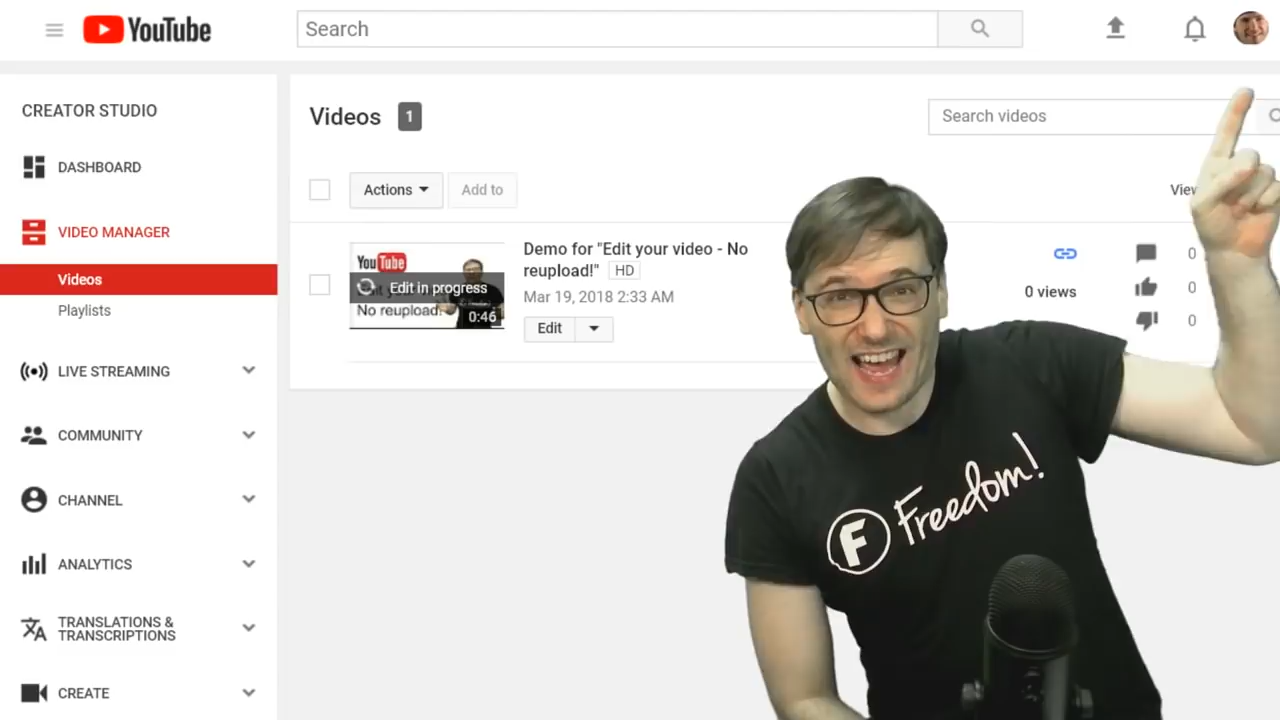 YouTube
Search
CREATOR STUDIO
DASHBOARD
VIDEO MANAGER
Videos
Playlists
LIVE STREAMING
COMMUNITY
CHANNEL
ANALYTICS
TRANSLATIONS &
TRANSCRIPTIONS
CREATE
Videos 1
Search videos
Actions
Add to
YouTube
Edit in progress
No reupload!
0:46
Demo for "Edit your video - No
reupload!" HD
Mar 19, 2018 2:33 AM
Edit
0 views
0
0
0
F Freedom!